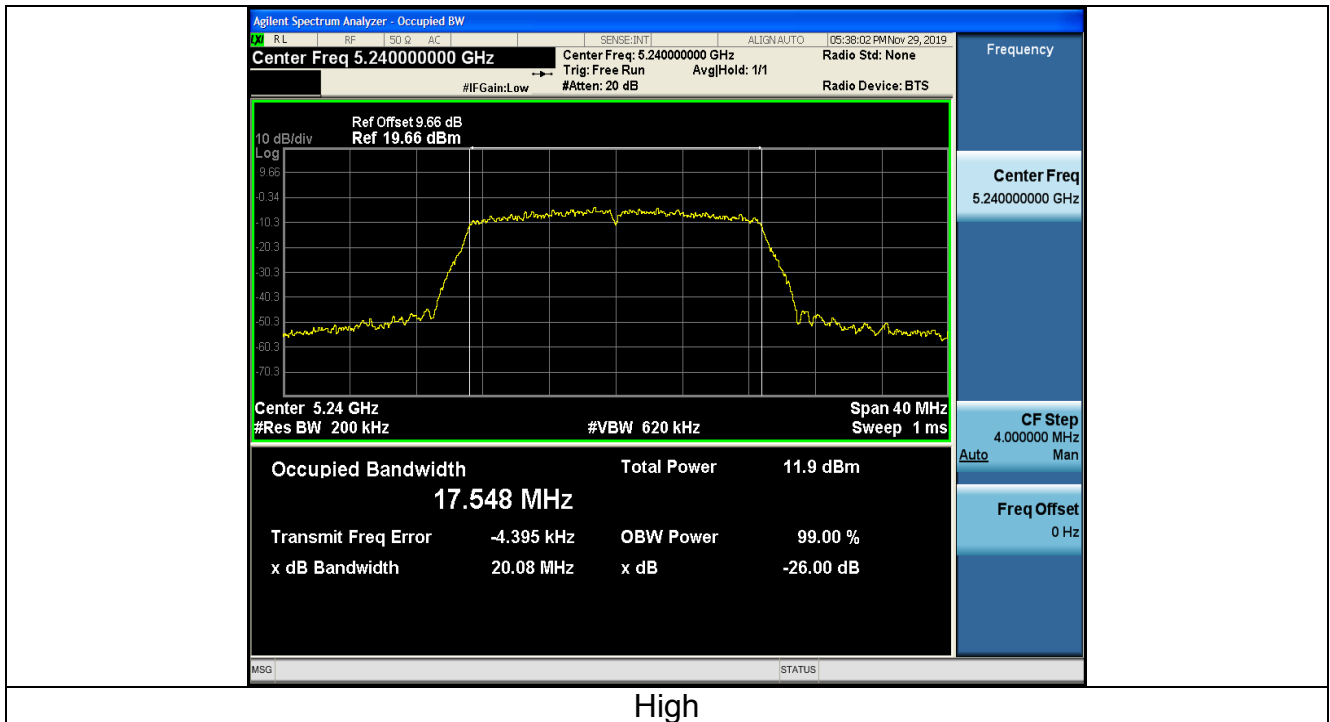 Agilent Spectrum Analyzer - Occupied BW
LXI RL RF 50 Ω AC SENSE:INT ALIGN AUTO 05:38:02 PM Nov 29, 2019
Center Freq 5.240000000 GHz
#IFGain:Low
Center Freq: 5.240000000 GHz
Trig: Free Run Avg|Hold: 1/1
#Atten: 20 dB
Radio Std: None
Radio Device: BTS
Ref Offset 9.66 dB
10 dB/div Ref 19.66 dBm
Log
9.66
-0.34
-10.3
-20.3
-30.3
-40.3
-50.3
-60.3
-70.3
Center 5.24 GHz Span 40 MHz
#Res BW 200 kHz #VBW 620 kHz Sweep 1 ms
Occupied Bandwidth Total Power 11.9 dBm
17.548 MHz
Transmit Freq Error -4.395 kHz OBW Power 99.00 %
x dB Bandwidth 20.08 MHz x dB -26.00 dB
MSG STATUS
Frequency
Center Freq
5.240000000 GHz
CF Step
4.000000 MHz
Auto Man
Freq Offset
0 Hz
High